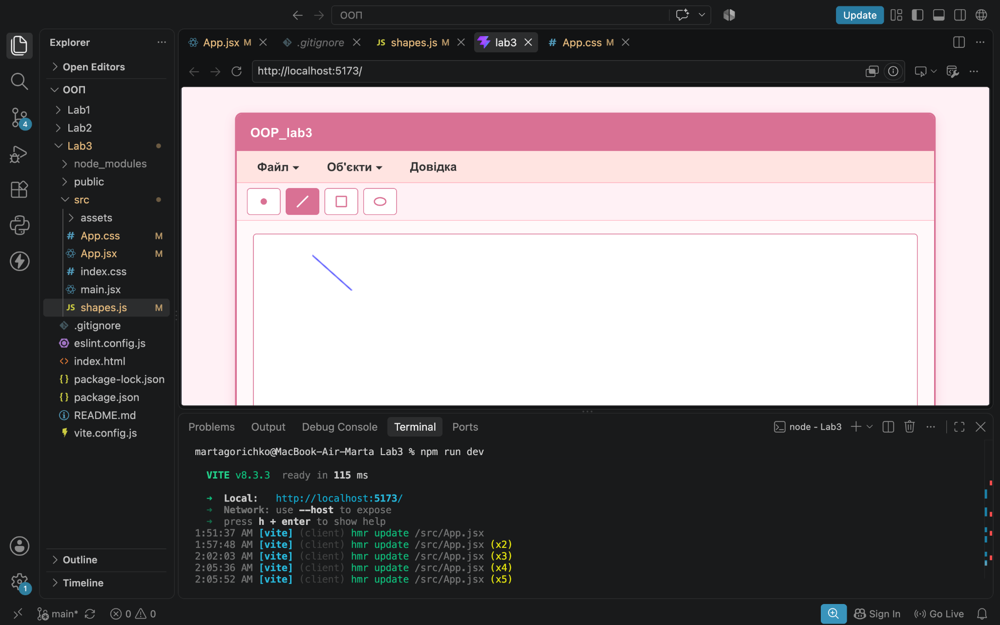 ООП
Update
Explorer
App.jsx M
.gitignore
JS shapes.js M
lab3
# App.css M
Open Editors
http://localhost:5173/
ООП
Lab1
Lab2
Lab3
node_modules
public
src
assets
# App.css M
App.jsx M
# index.css
main.jsx
JS shapes.js M
.gitignore
eslint.config.js
<> index.html
{} package-lock.json
{} package.json
README.md
vite.config.js
Outline
Timeline
4
1
OOP_lab3
Файл
Об'єкти
Довідка
Problems
Output
Debug Console
Terminal
Ports
node - Lab3
martagorichko@MacBook-Air-Marta Lab3 % npm run dev
VITE v8.3.3 ready in 115 ms
➜ Local: http://localhost:5173/
➜ Network: use --host to expose
➜ press h + enter to show help
1:51:37 AM [vite] (client) hmr update /src/App.jsx
1:57:48 AM [vite] (client) hmr update /src/App.jsx (x2)
2:02:03 AM [vite] (client) hmr update /src/App.jsx (x3)
2:05:36 AM [vite] (client) hmr update /src/App.jsx (x4)
2:05:52 AM [vite] (client) hmr update /src/App.jsx (x5)
main*
0
0
Sign In
Go Live